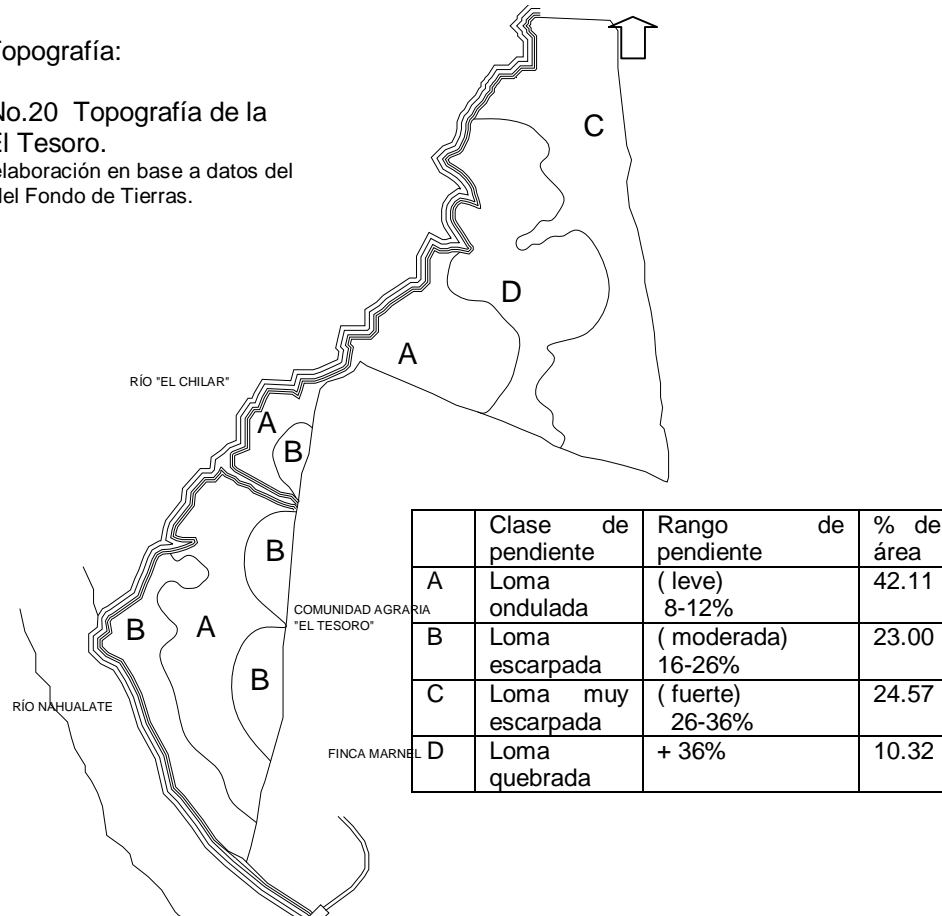 opografía:
No.20 Topografía de la
El Tesoro.
elaboración en base a datos del
del Fondo de Tierras.
C
D
A
RÍO "EL CHILAR"
A
B
B
COMUNIDAD AGRARIA
"EL TESORO"
B
A
B
RÍO NAHUALATE
FINCA MARNEL
Clase de pendiente Rango de pendiente % de área
A Loma ondulada ( leve) 8-12% 42.11
B Loma escarpada ( moderada) 16-26% 23.00
C Loma muy escarpada ( fuerte) 26-36% 24.57
D Loma quebrada + 36% 10.32